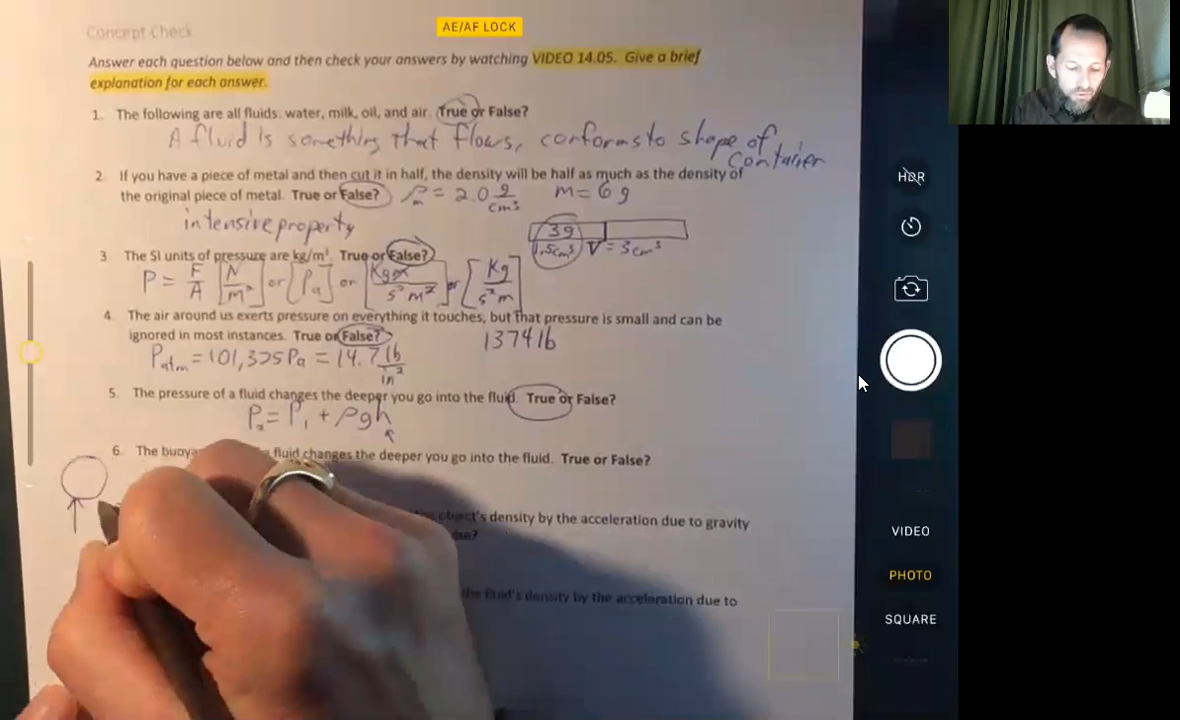 Concept Check
AE/AF LOCK
Answer each question below and then check your answers by watching VIDEO 14.05. Give a brief
explanation for each answer.
1. The following are all fluids: water, milk, oil, and air. True or False?
A fluid is something that flows, conforms to shape of
container
2. If you have a piece of metal and then cut it in half, the density will be half as much as the density of
the original piece of metal. True or False? ρm = 2.0 g/cm³ m = 6 g
intensive property
3g
1.5cm³ V = 3cm³
3. The SI units of pressure are kg/m³. True or False?
P = F/A [N/m²] or [Pa] or [kg m/s² m²] or [kg/s² m]
4. The air around us exerts pressure on everything it touches, but that pressure is small and can be
ignored in most instances. True or False? 1374 lb
Patm = 101,325 Pa = 14.7 lb/in²
5. The pressure of a fluid changes the deeper you go into the fluid. True or False?
P₂ = P₁ + ρgh
6. The fluid changes the deeper you go into the fluid. True or False?
object's density by the acceleration due to gravity
the fluid's density by the acceleration due to
HDR
VIDEO
PHOTO
SQUARE